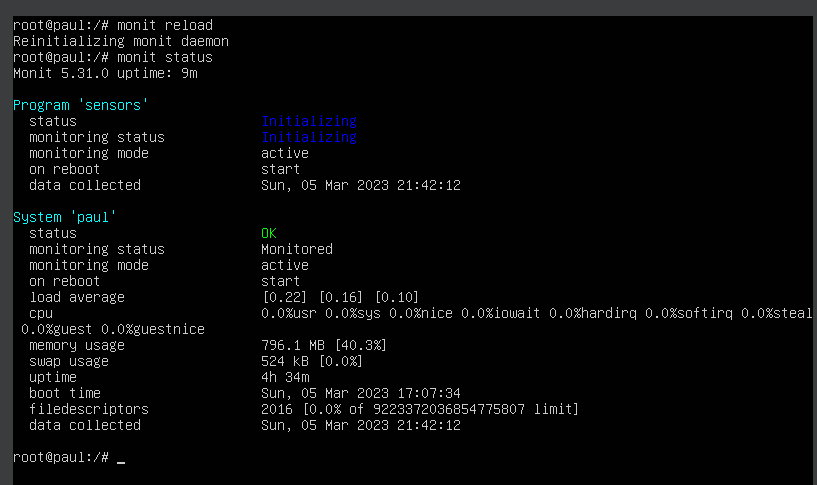 root@paul:/# monit reload
Reinitializing monit daemon
root@paul:/# monit status
Monit 5.31.0 uptime: 9m
Program 'sensors'
status Initializing
monitoring status Initializing
monitoring mode active
on reboot start
data collected Sun, 05 Mar 2023 21:42:12
System 'paul'
status OK
monitoring status Monitored
monitoring mode active
on reboot start
load average [0.22] [0.16] [0.10]
cpu 0.0%usr 0.0%sys 0.0%nice 0.0%iowait 0.0%hardirq 0.0%softirq 0.0%steal
0.0%guest 0.0%guestnice
memory usage 796.1 MB [40.3%]
swap usage 524 kB [0.0%]
uptime 4h 34m
boot time Sun, 05 Mar 2023 17:07:34
filedescriptors 2016 [0.0% of 9223372036854775807 limit]
data collected Sun, 05 Mar 2023 21:42:12
root@paul:/# _